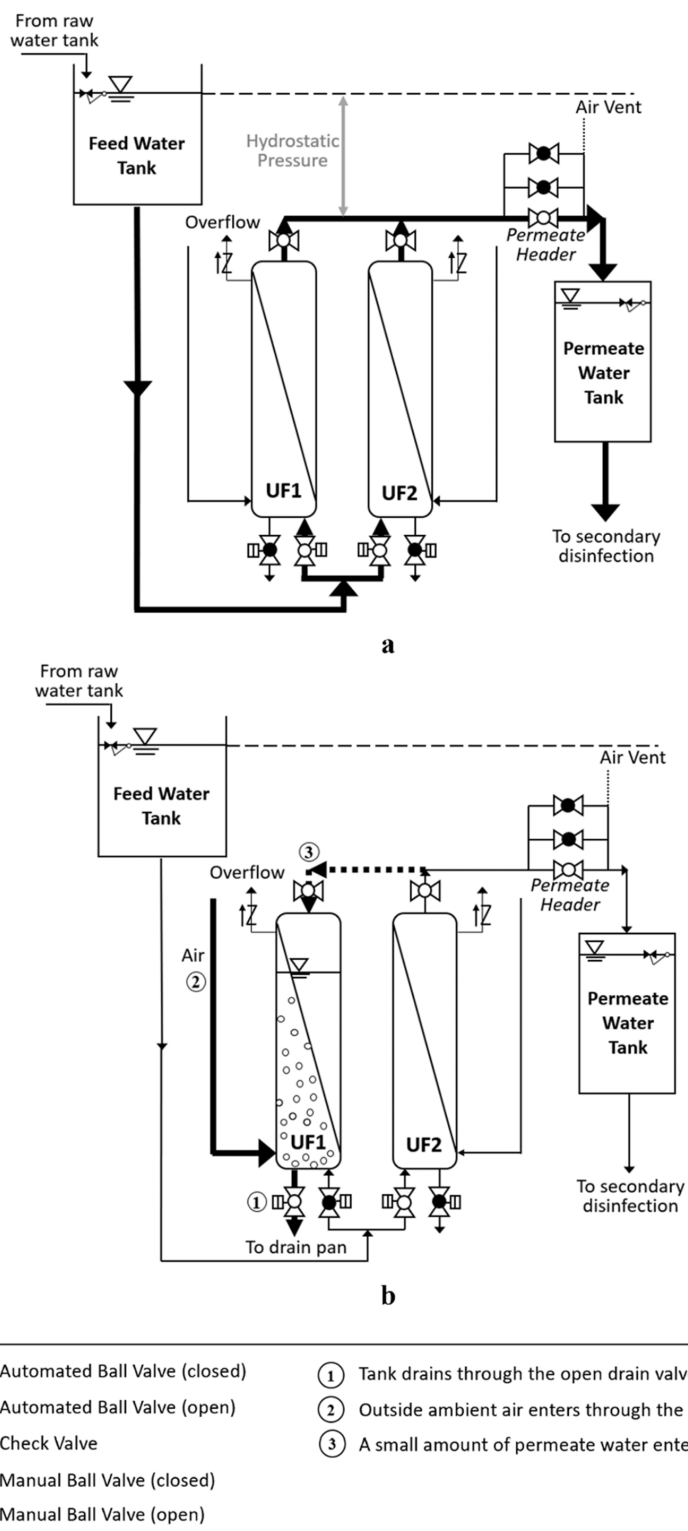 From raw
water tank
Air Vent
Feed Water
Tank
Hydrostatic
Pressure
Overflow
Permeate
Header
Permeate
Water
Tank
UF1
UF2
To secondary
disinfection
a
From raw
water tank
Air Vent
Feed Water
Tank
3
Overflow
Permeate
Header
Air
2
Permeate
Water
Tank
UF1
UF2
1
To secondary
disinfection
To drain pan
b
Automated Ball Valve (closed)
1 Tank drains through the open drain valv
Automated Ball Valve (open)
2 Outside ambient air enters through the
Check Valve
3 A small amount of permeate water ente
Manual Ball Valve (closed)
Manual Ball Valve (open)